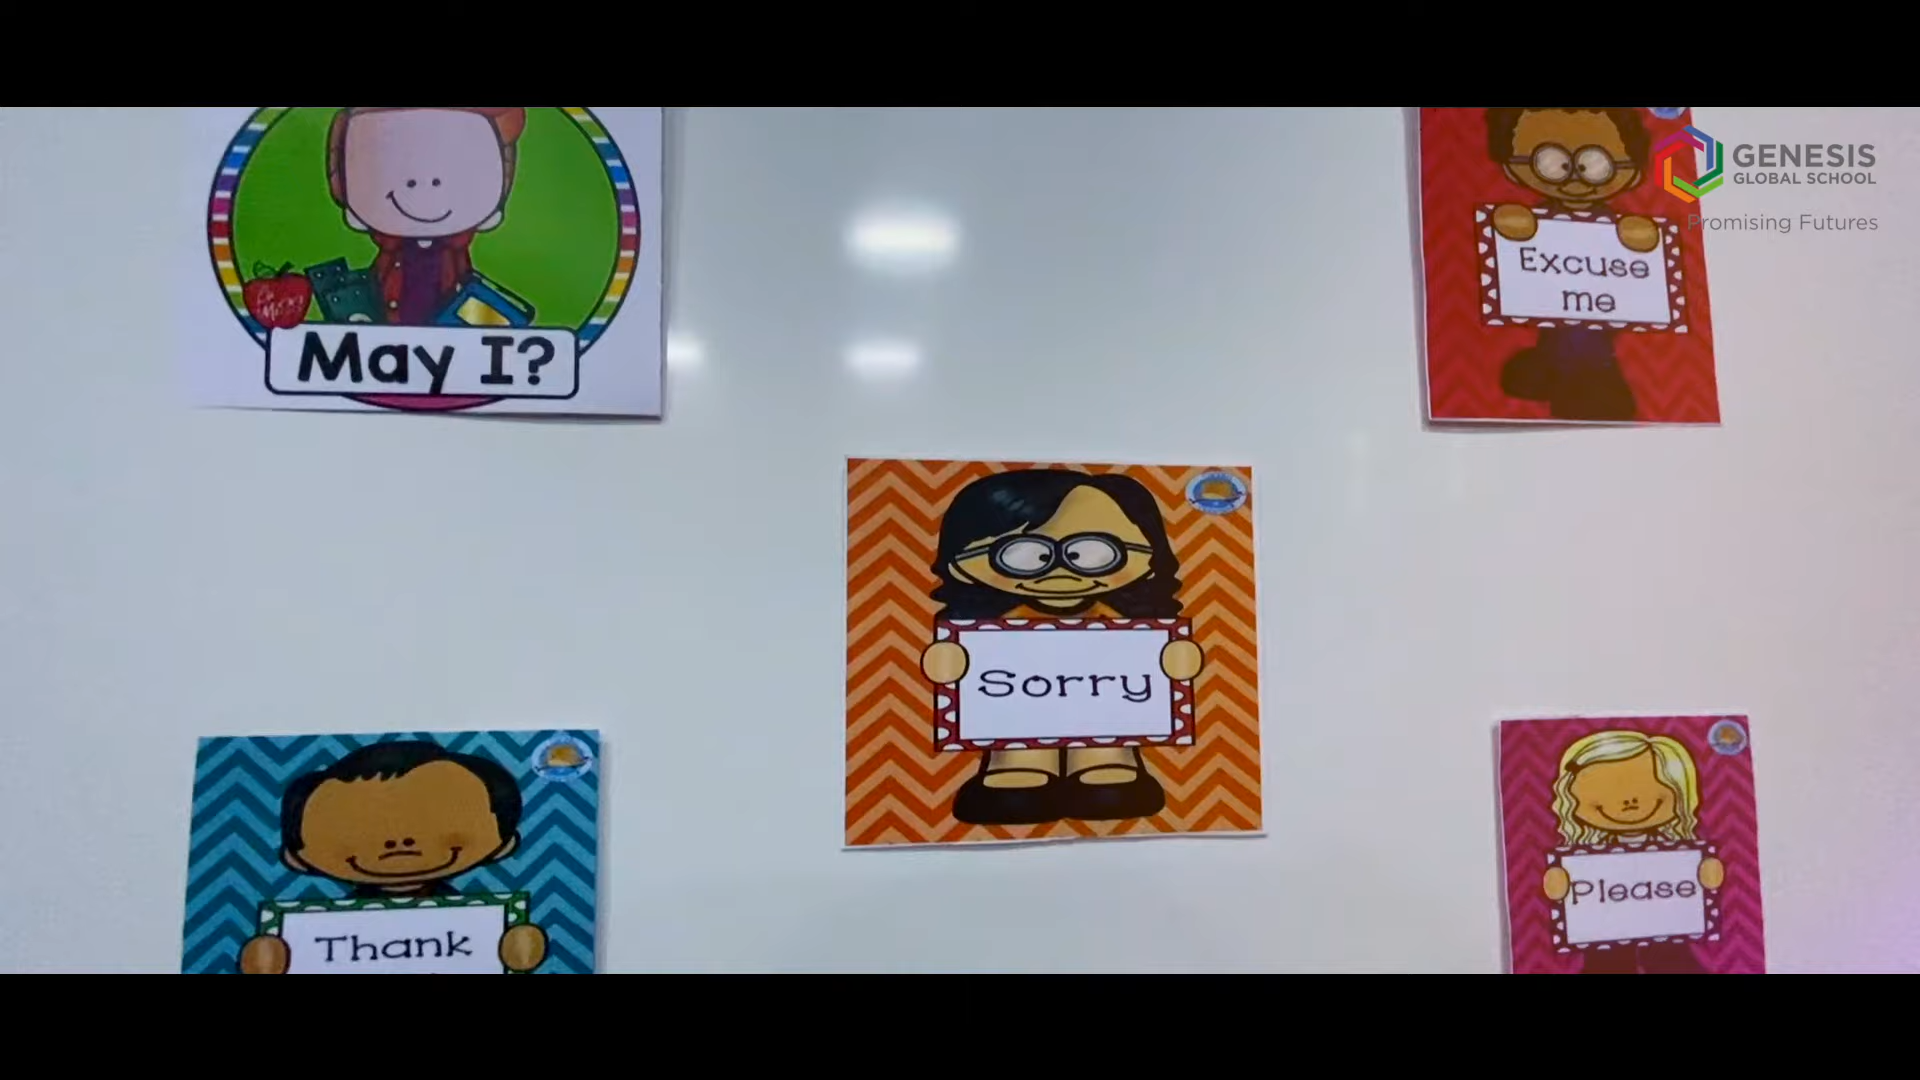 GENESIS
GLOBAL SCHOOL
Promising Futures
May I?
Excuse
me
Sorry
Thank
Please